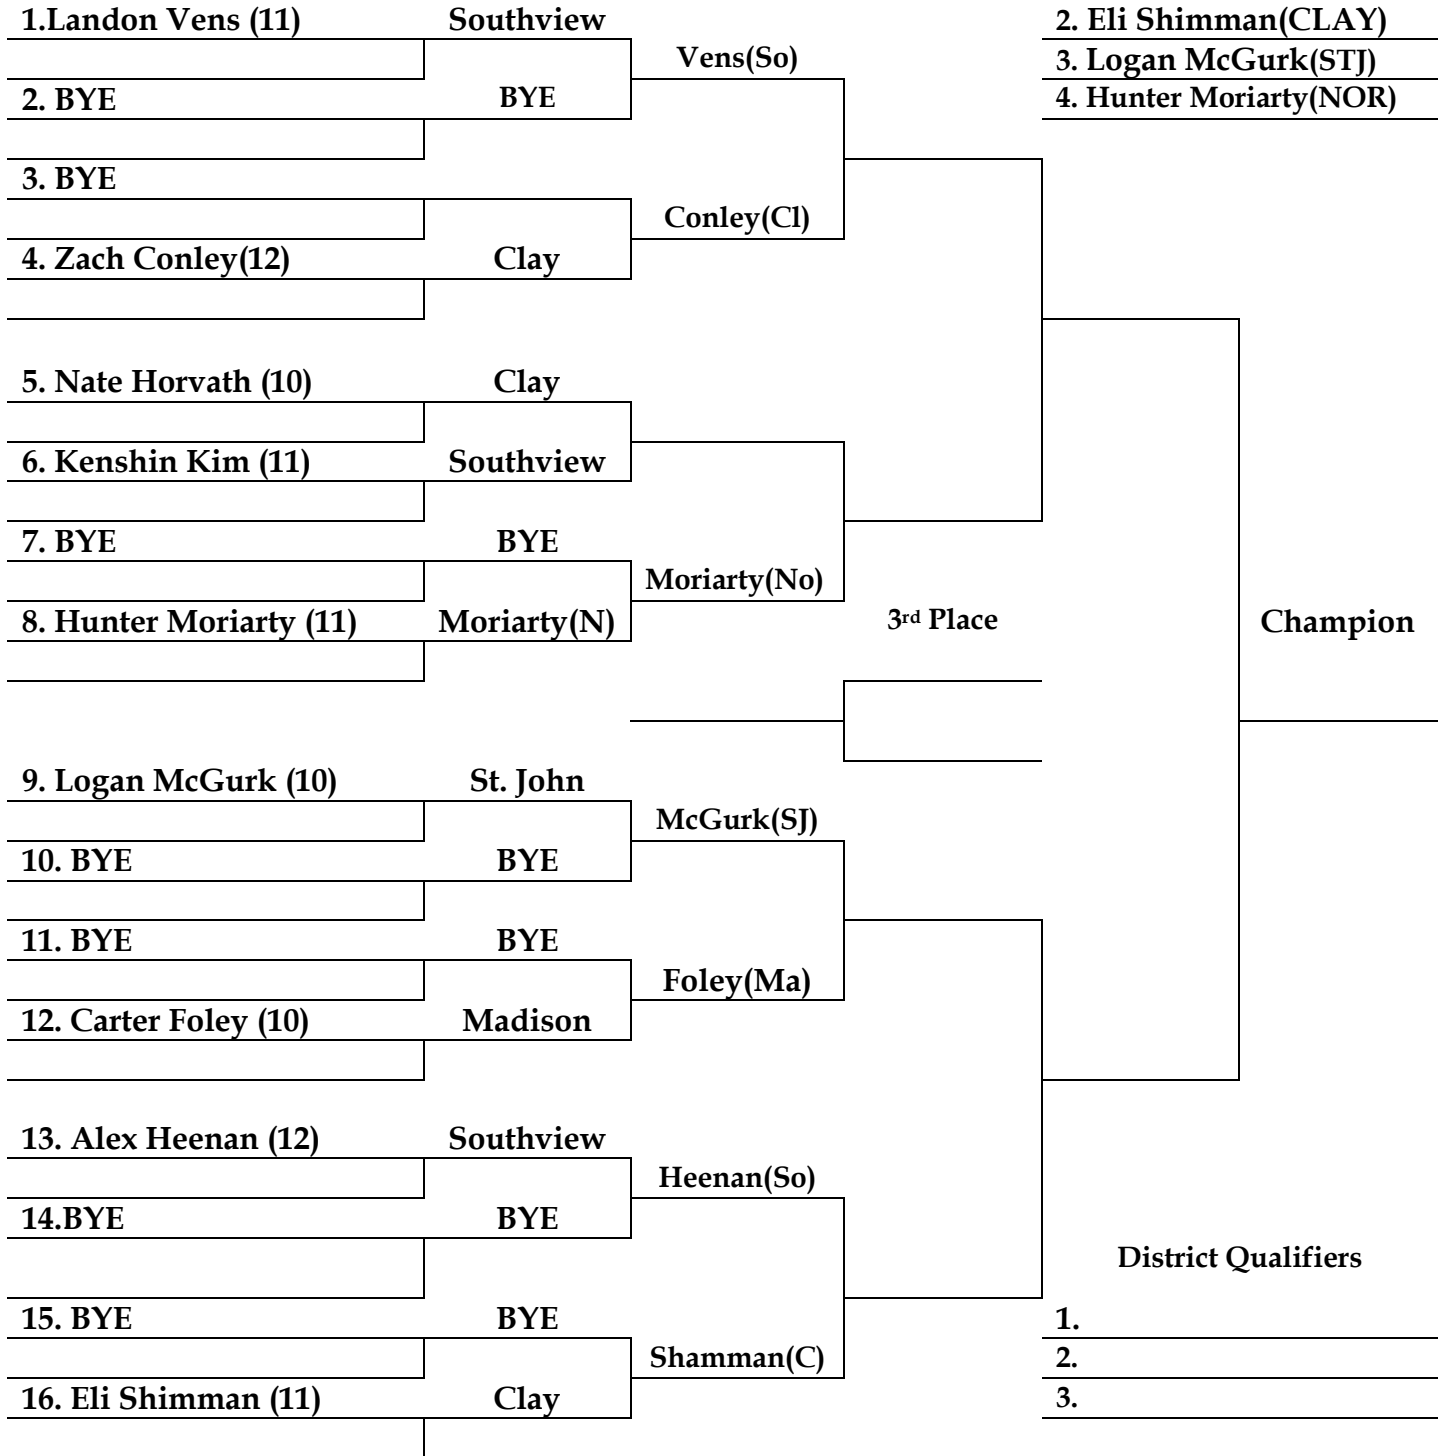 1.Landon Vens (11) Southview 2. Eli Shimman(CLAY)
Vens(So) 3. Logan McGurk(STJ)
2. BYE BYE 4. Hunter Moriarty(NOR)
3. BYE
Conley(Cl)
4. Zach Conley(12) Clay
5. Nate Horvath (10) Clay
6. Kenshin Kim (11) Southview
7. BYE BYE
Moriarty(No)
8. Hunter Moriarty (11) Moriarty(N) 3rd Place Champion
9. Logan McGurk (10) St. John
McGurk(SJ)
10. BYE BYE
11. BYE BYE
Foley(Ma)
12. Carter Foley (10) Madison
13. Alex Heenan (12) Southview
Heenan(So)
14.BYE BYE
District Qualifiers
15. BYE BYE 1.
Shamman(C) 2.
16. Eli Shimman (11) Clay 3.